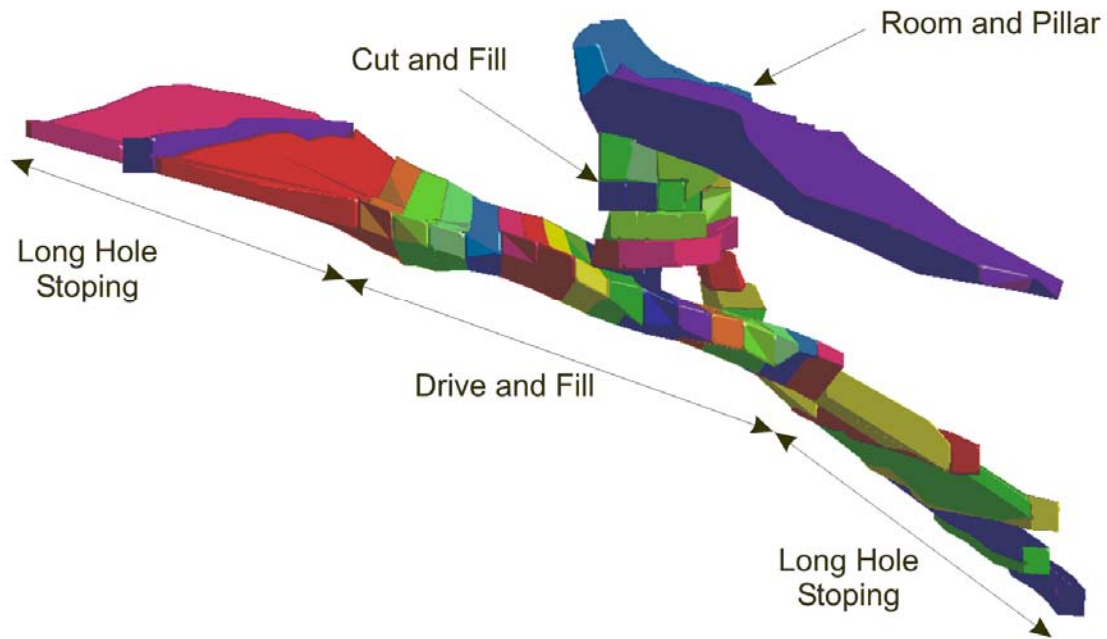 Room and Pillar
Cut and Fill
Long Hole
Stoping
Drive and Fill
Long Hole
Stoping